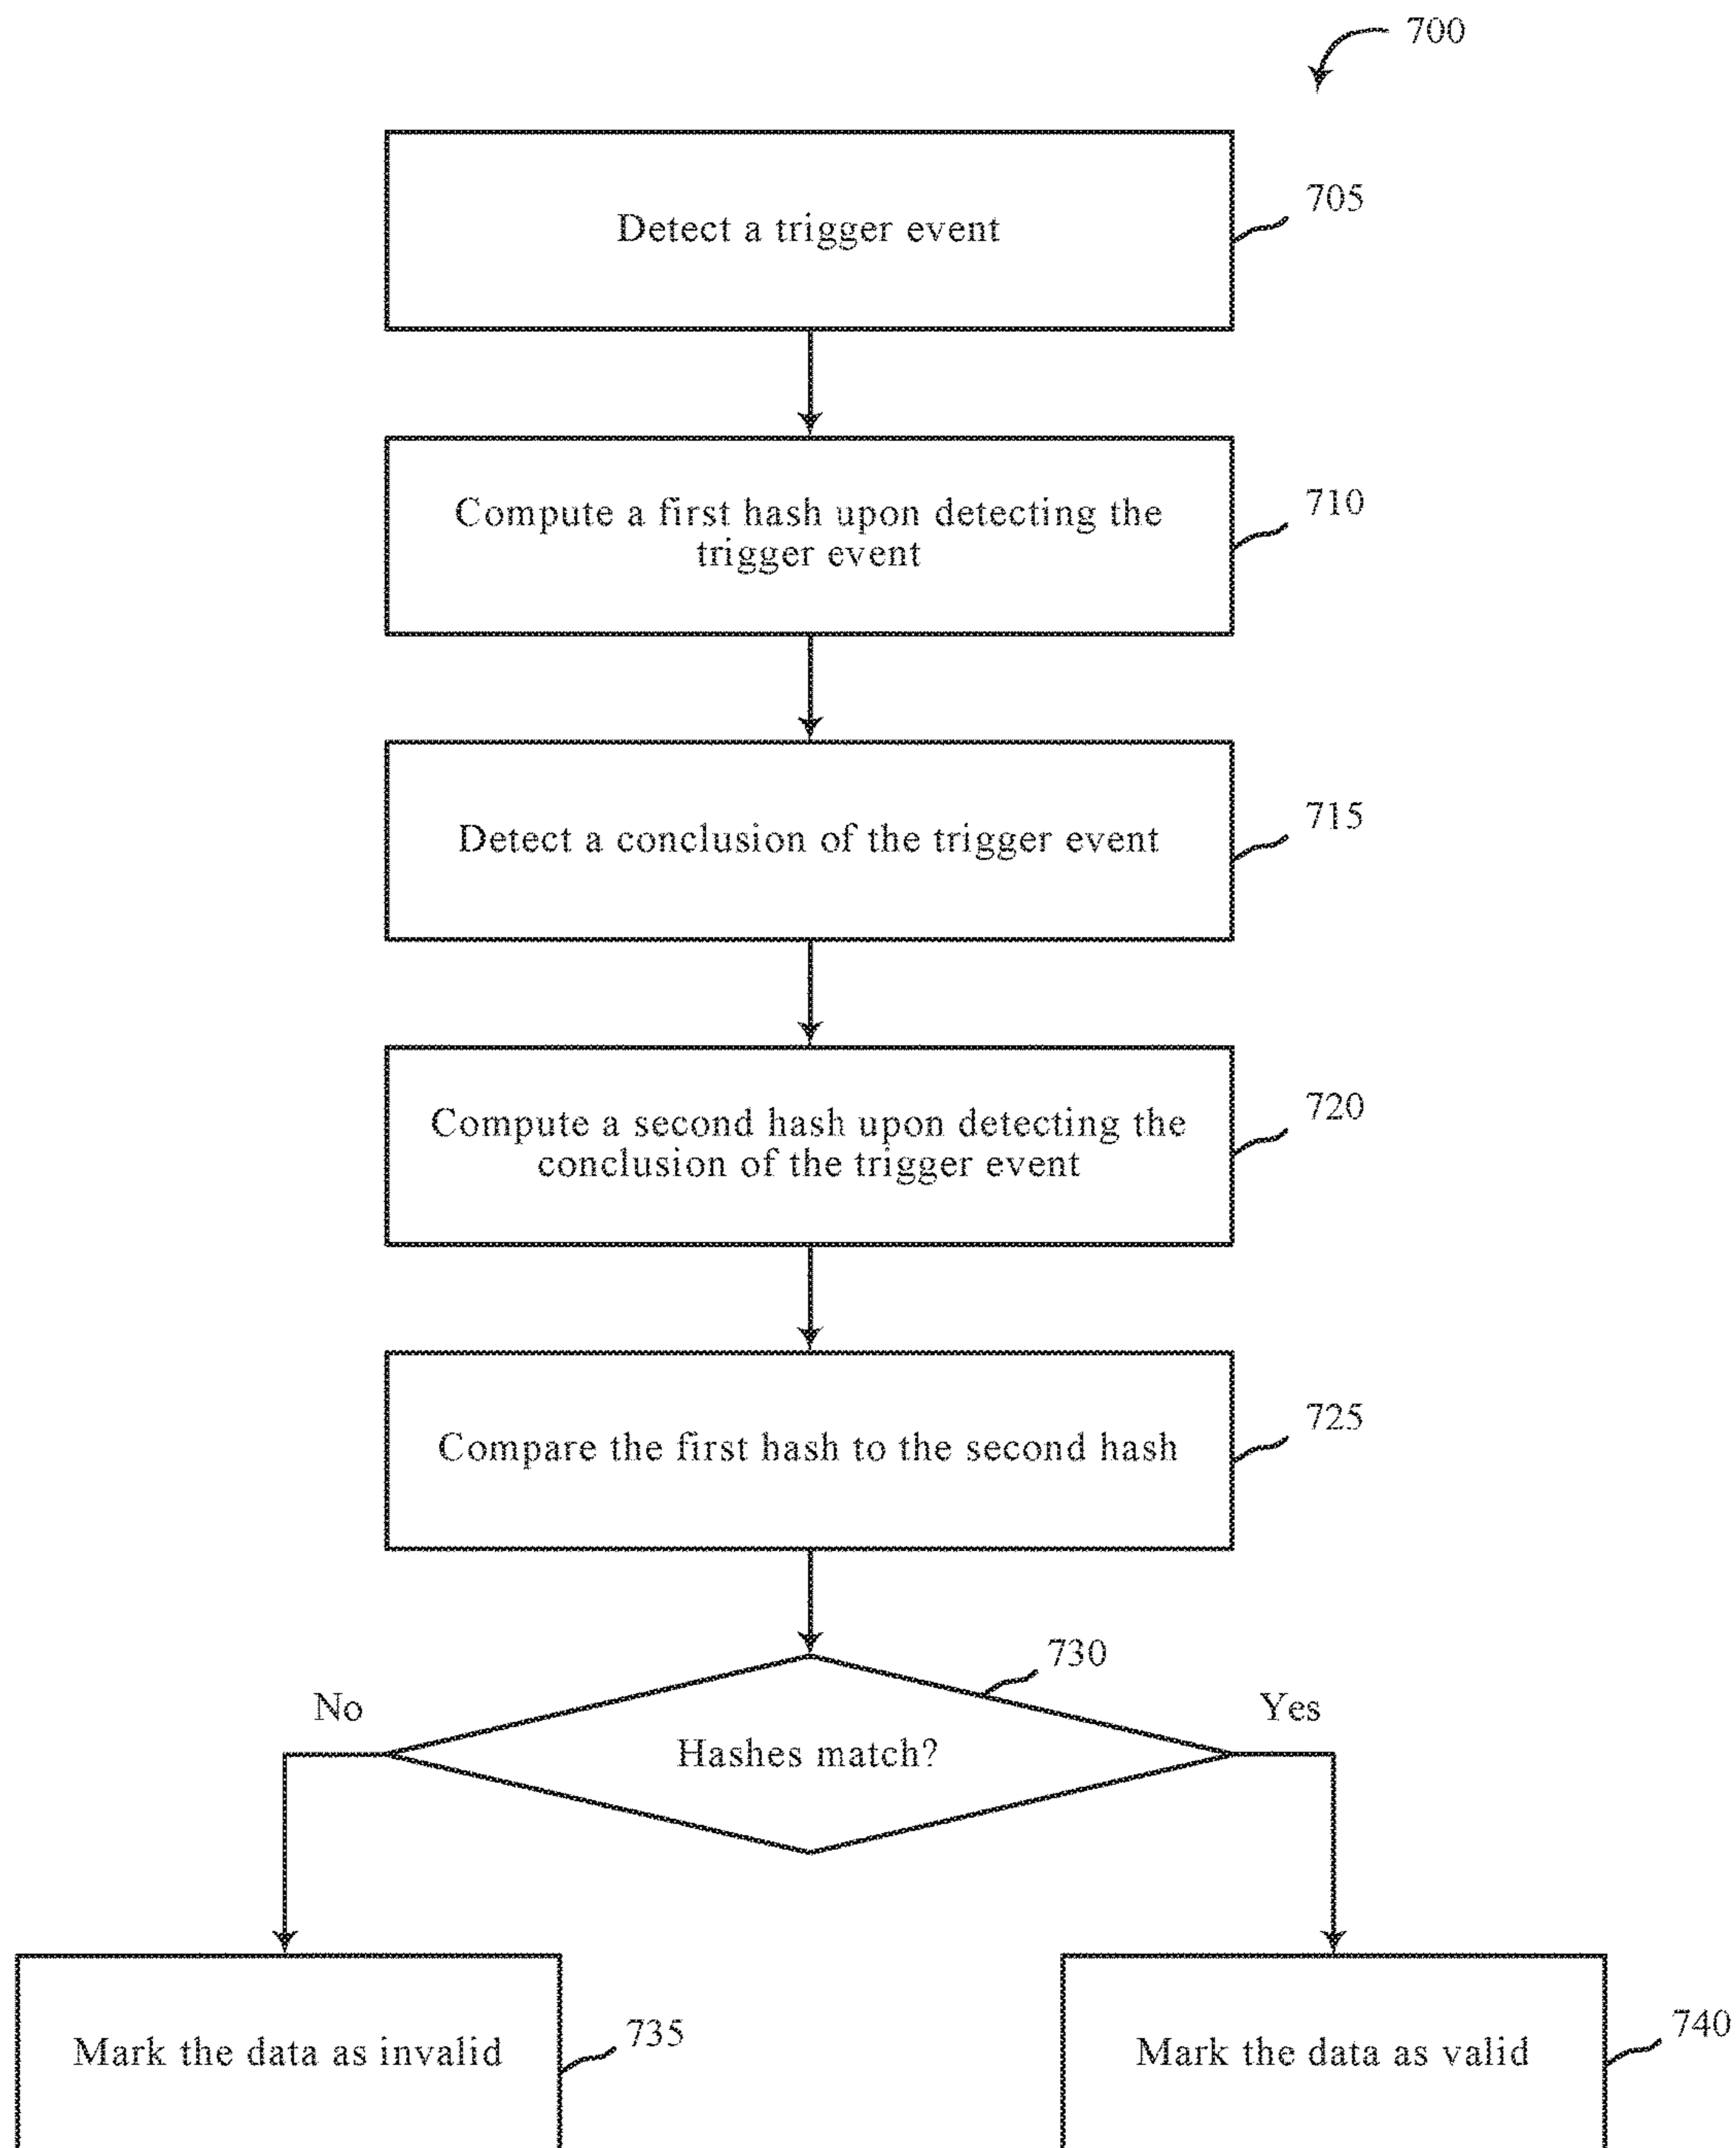 700
Detect a trigger event
705
Compute a first hash upon detecting the
trigger event
710
Detect a conclusion of the trigger event
715
Compute a second hash upon detecting the
conclusion of the trigger event
720
Compare the first hash to the second hash
725
730
No
Yes
Hashes match?
Mark the data as invalid
735
Mark the data as valid
740